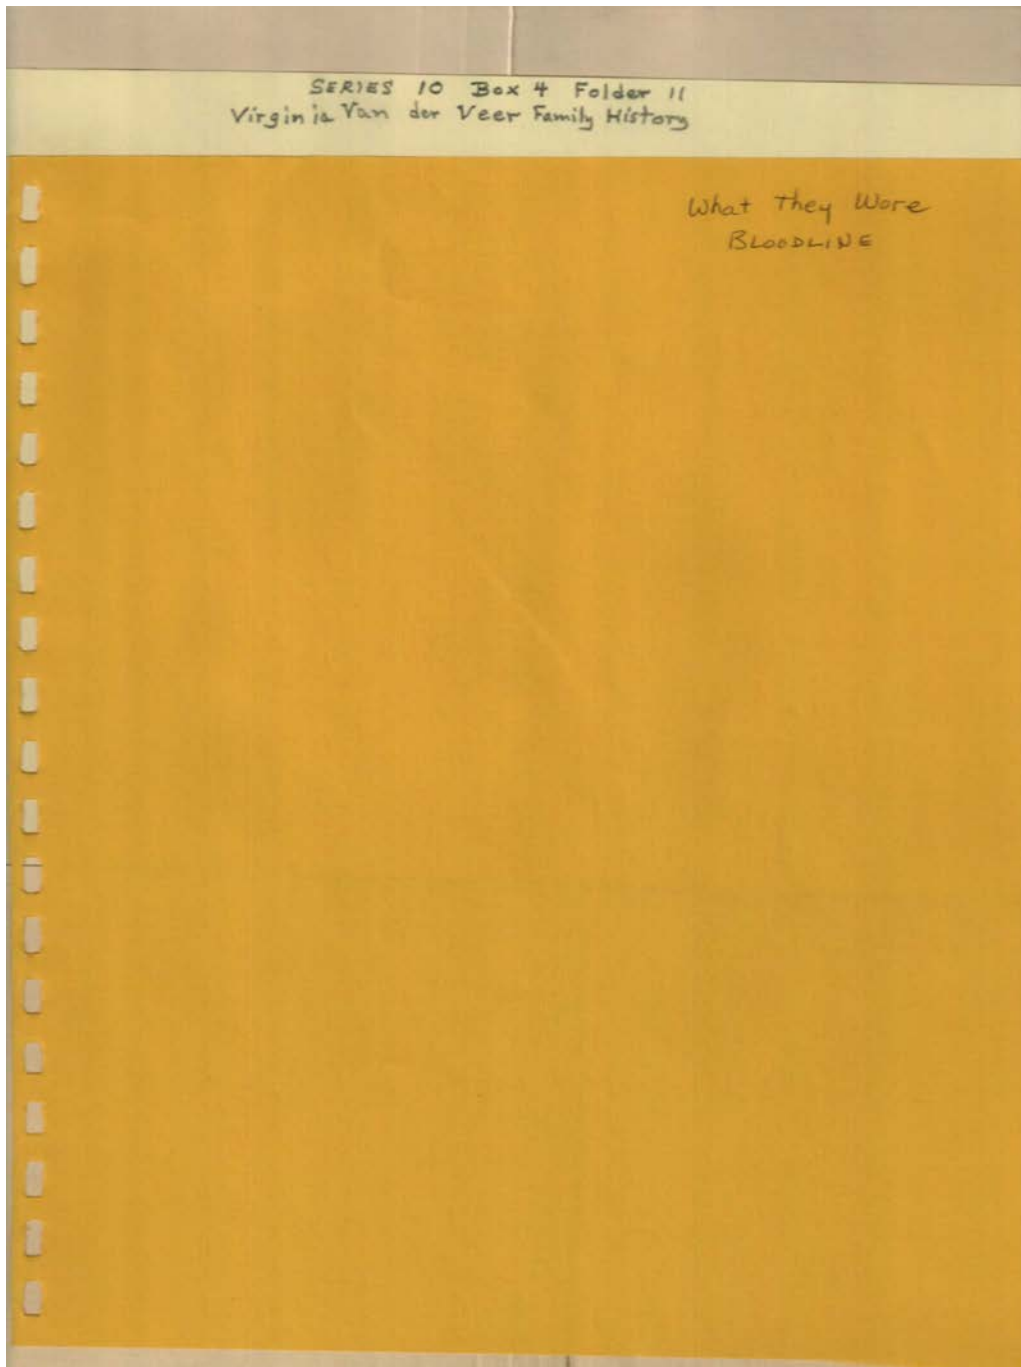 SERIES 10 Box 4 Folder 11
Virginia Van der Veer Family History
What They Wore
BLOODLINE